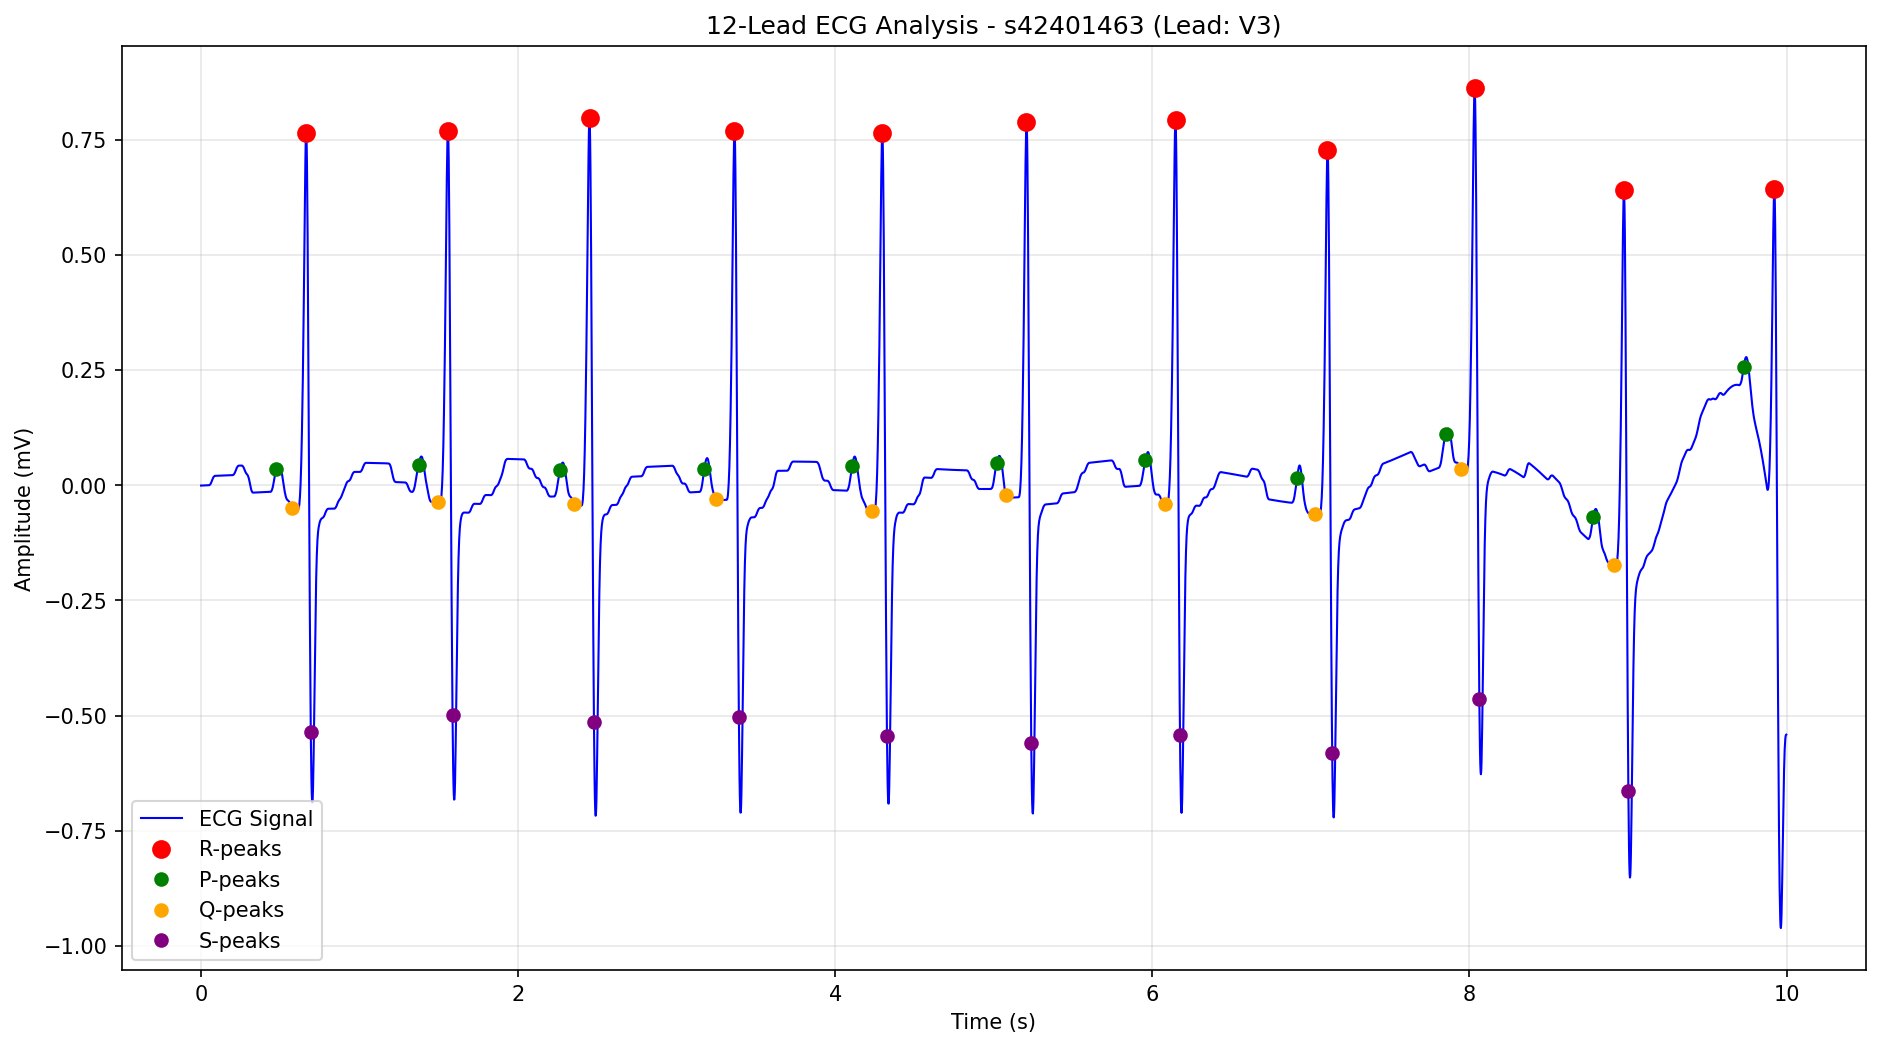 12-Lead ECG Analysis - s42401463 (Lead: V3)
Amplitude (mV)
0.75
0.50
0.25
0.00
−0.25
−0.50
−0.75
−1.00
ECG Signal
R-peaks
P-peaks
Q-peaks
S-peaks
0 2 4 6 8 10
Time (s)